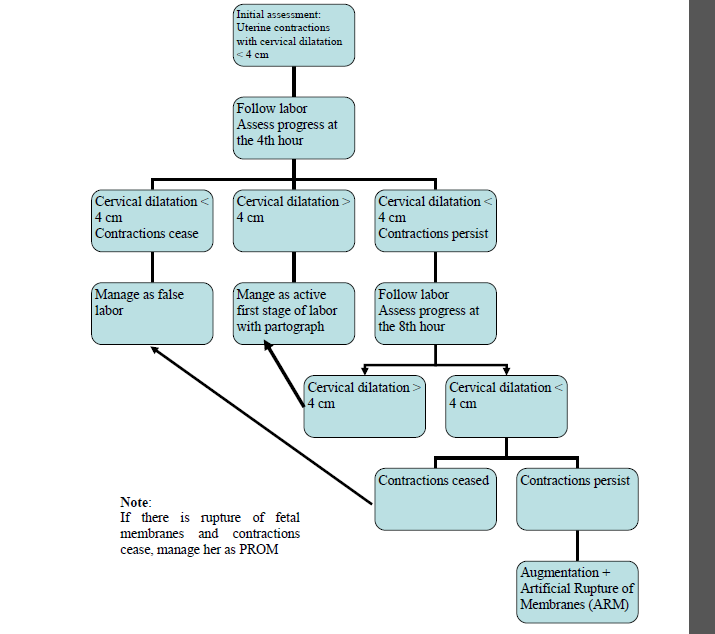 Initial assessment:
Uterine contractions
with cervical dilatation
< 4 cm
Follow labor
Assess progress at
the 4th hour
Cervical dilatation <
4 cm
Contractions cease
Cervical dilatation >
4 cm
Cervical dilatation <
4 cm
Contractions persist
Manage as false
labor
Mange as active
first stage of labor
with partograph
Follow labor
Assess progress at
the 8th hour
Cervical dilatation >
4 cm
Cervical dilatation <
4 cm
Contractions ceased
Contractions persist
Note:
If there is rupture of fetal
membranes and contractions
cease, manage her as PROM
Augmentation +
Artificial Rupture of
Membranes (ARM)